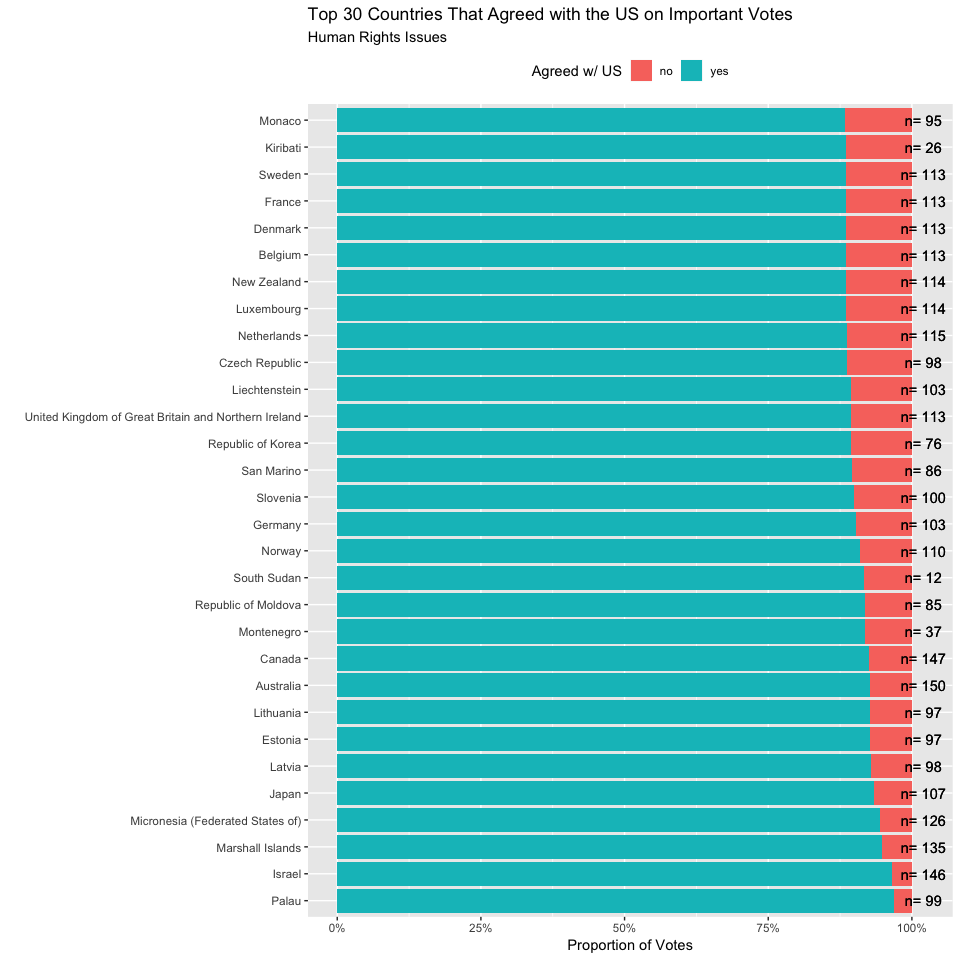 Top 30 Countries That Agreed with the US on Important Votes
Human Rights Issues
Agreed w/ US no yes
Monaco n= 95
Kiribati n= 26
Sweden n= 113
France n= 113
Denmark n= 113
Belgium n= 113
New Zealand n= 114
Luxembourg n= 114
Netherlands n= 115
Czech Republic n= 98
Liechtenstein n= 103
United Kingdom of Great Britain and Northern Ireland n= 113
Republic of Korea n= 76
San Marino n= 86
Slovenia n= 100
Germany n= 103
Norway n= 110
South Sudan n= 12
Republic of Moldova n= 85
Montenegro n= 37
Canada n= 147
Australia n= 150
Lithuania n= 97
Estonia n= 97
Latvia n= 98
Japan n= 107
Micronesia (Federated States of) n= 126
Marshall Islands n= 135
Israel n= 146
Palau n= 99
0% 25% 50% 75% 100%
Proportion of Votes